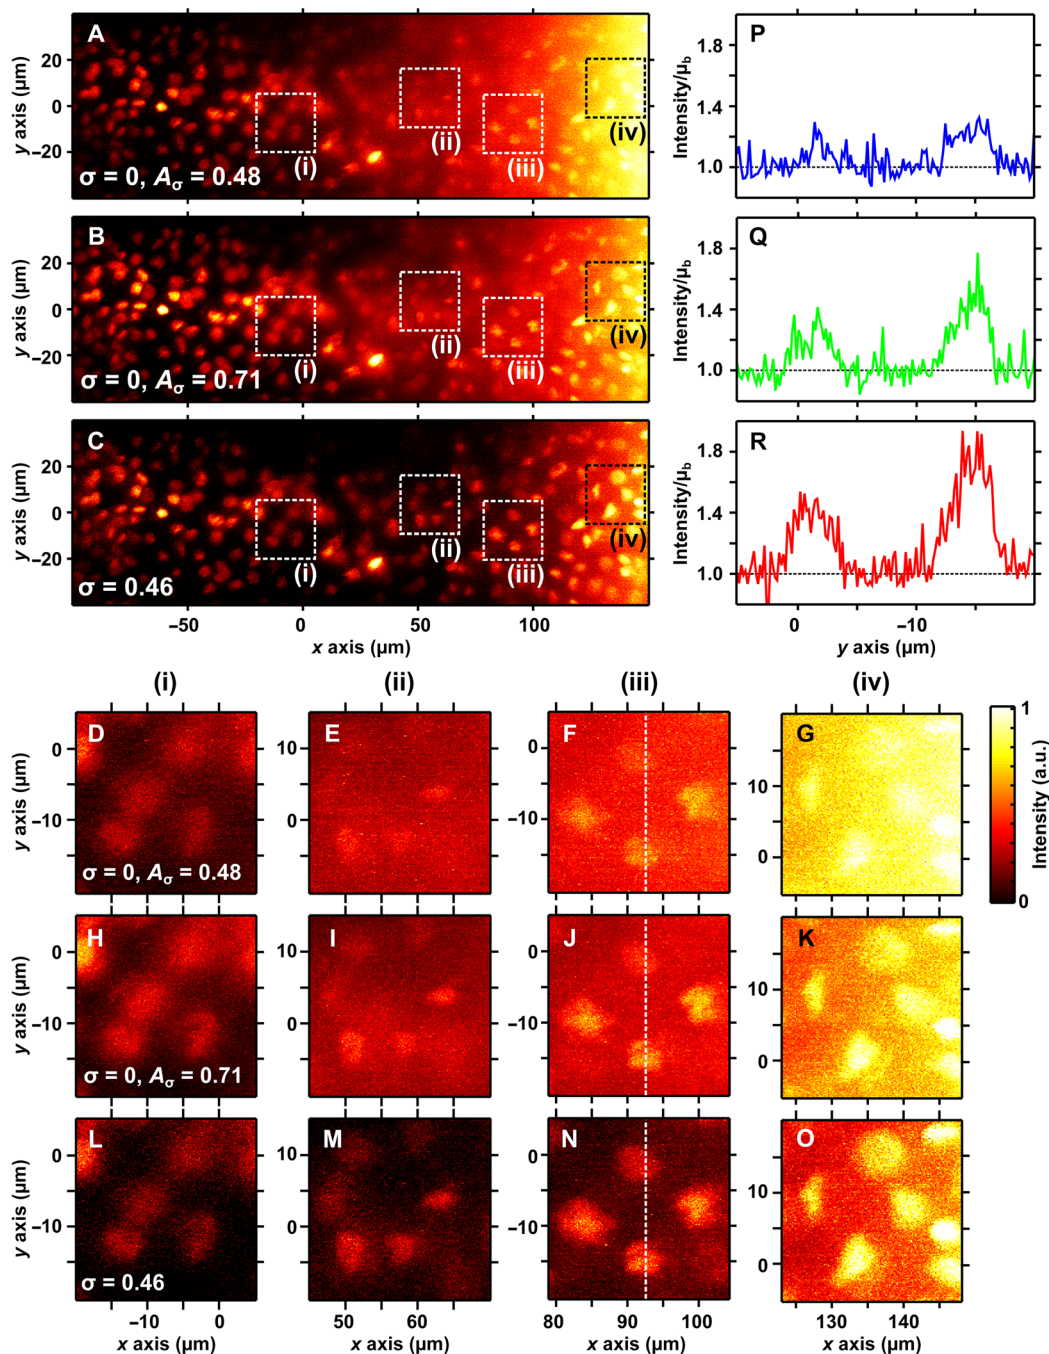 A
y axis (µm)
20
0
−20
(i)
(ii)
(iii)
(iv)
σ = 0, Aσ = 0.48
P
Intensity/μb
1.8
1.4
1.0
B
y axis (µm)
20
0
−20
(i)
(ii)
(iii)
(iv)
σ = 0, Aσ = 0.71
Q
Intensity/μb
1.8
1.4
1.0
C
y axis (µm)
20
0
−20
(i)
(ii)
(iii)
(iv)
σ = 0.46
−50 0 50 100
x axis (µm)
R
Intensity/μb
1.8
1.4
1.0
0 −10
y axis (µm)
(i) (ii) (iii) (iv)
D
y axis (µm)
0
−10
σ = 0, Aσ = 0.48
E
10
0
F
0
−10
G
10
0
1
0
Intensity (a.u.)
H
y axis (µm)
0
−10
σ = 0, Aσ = 0.71
I
10
0
J
0
−10
K
10
0
L
y axis (µm)
0
−10
σ = 0.46
−10 0
x axis (µm)
M
10
0
50 60
x axis (µm)
N
0
−10
80 90 100
x axis (µm)
O
10
0
130 140
x axis (µm)